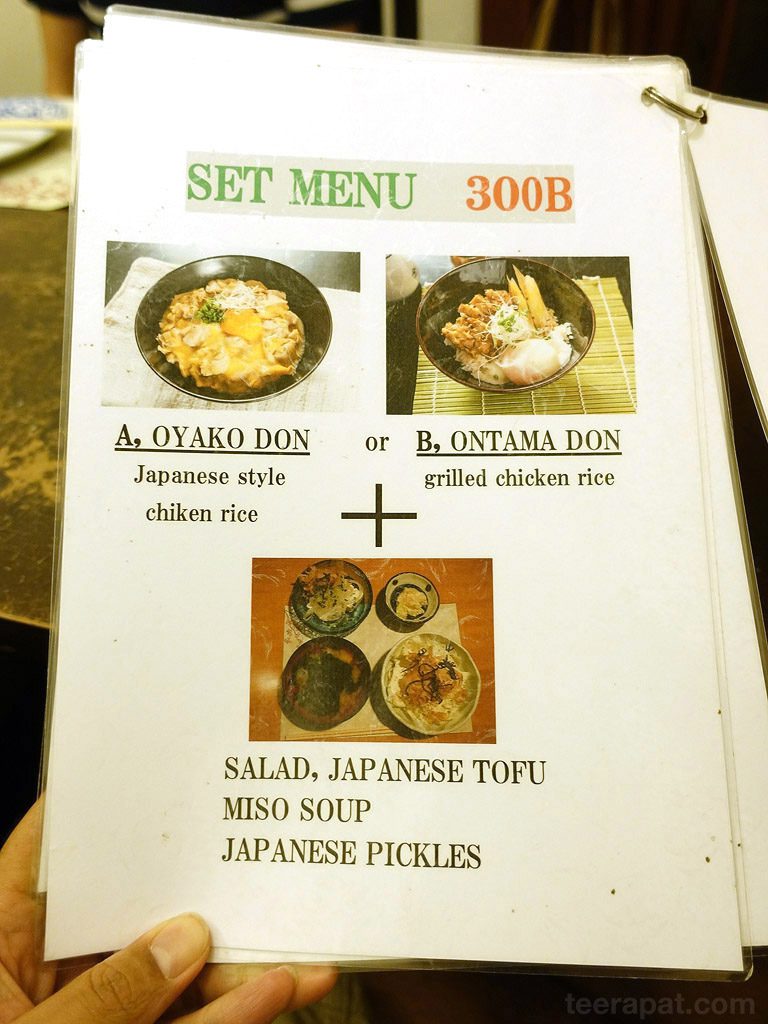 SET MENU 300B
A, OYAKO DON or B, ONTAMA DON
Japanese style grilled chicken rice
chiken rice
+
SALAD, JAPANESE TOFU
MISO SOUP
JAPANESE PICKLES
teerapat.com